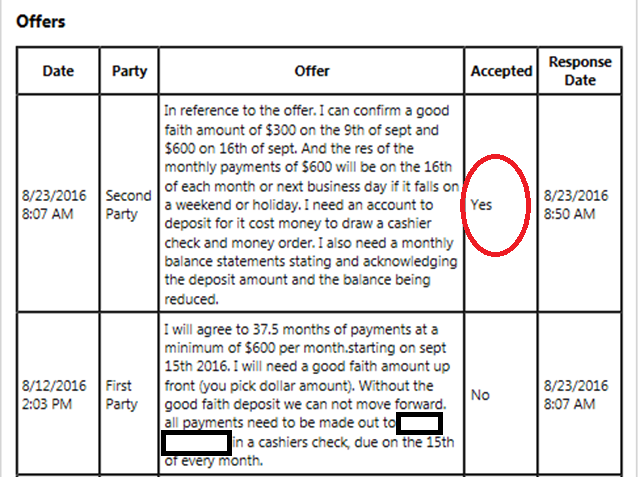 Offers
Date Party Offer Accepted Response
Date
In reference to the offer. I can confirm a good
faith amount of $300 on the 9th of sept and
$600 on 16th of sept. And the res of the
monthly payments of $600 will be on the 16th
of each month or next business day if it falls on
a weekend or holiday. I need an account to
deposit for it cost money to draw a cashier
check and money order. I also need a monthly
balance statements stating and acknowledging
the deposit amount and the balance being
reduced.
8/23/2016
8:07 AM
Second
Party
Yes
8/23/2016
8:50 AM
I will agree to 37.5 months of payments at a
minimum of $600 per month.starting on sept
15th 2016. I will need a good faith amount up
front (you pick dollar amount). Without the
good faith deposit we can not move forward.
all payments need to be made out to
in a cashiers check, due on the 15th
of every month.
8/12/2016
2:03 PM
First
Party
No
8/23/2016
8:07 AM